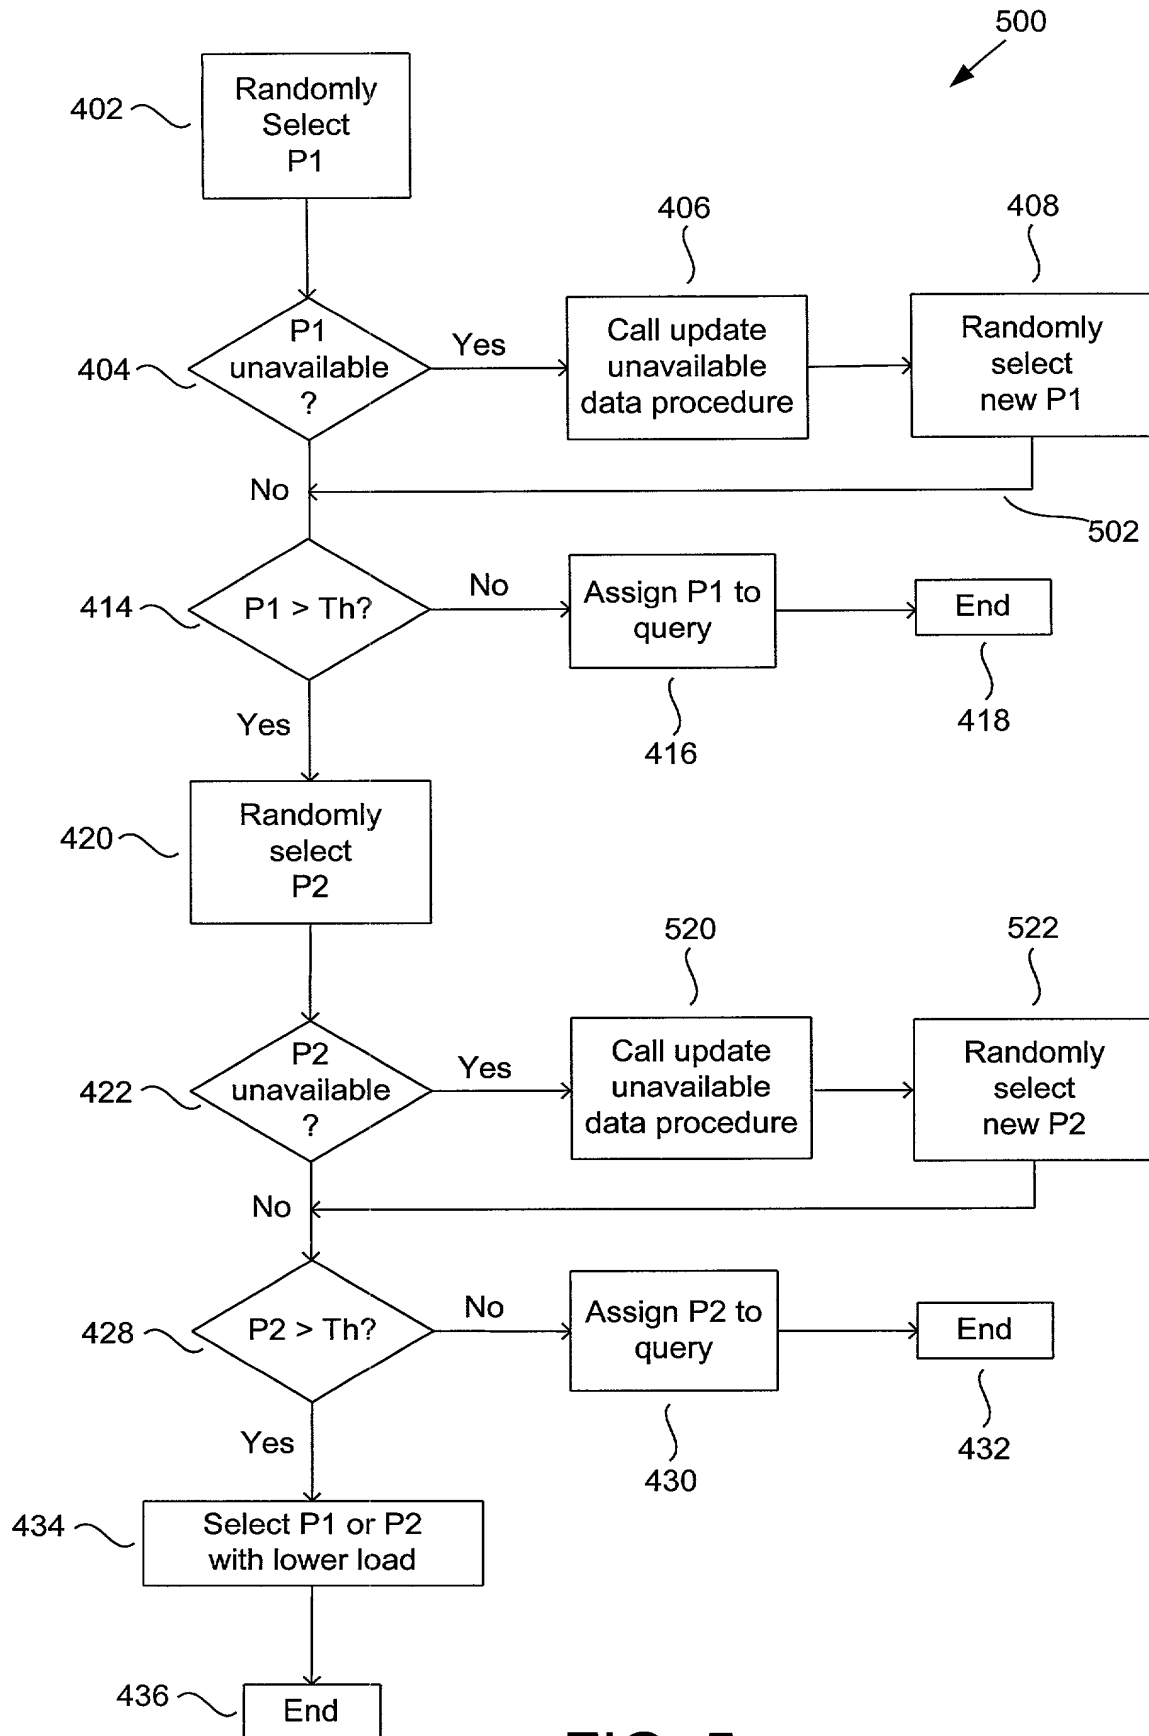 500
402
Randomly
Select
P1
406
408
404
P1
unavailable
?
Yes
Call update
unavailable
data procedure
Randomly
select
new P1
No
502
414
P1 > Th?
No
Assign P1 to
query
End
416
418
Yes
420
Randomly
select
P2
520
522
422
P2
unavailable
?
Yes
Call update
unavailable
data procedure
Randomly
select
new P2
No
428
P2 > Th?
No
Assign P2 to
query
End
430
432
Yes
434
Select P1 or P2
with lower load
436
End